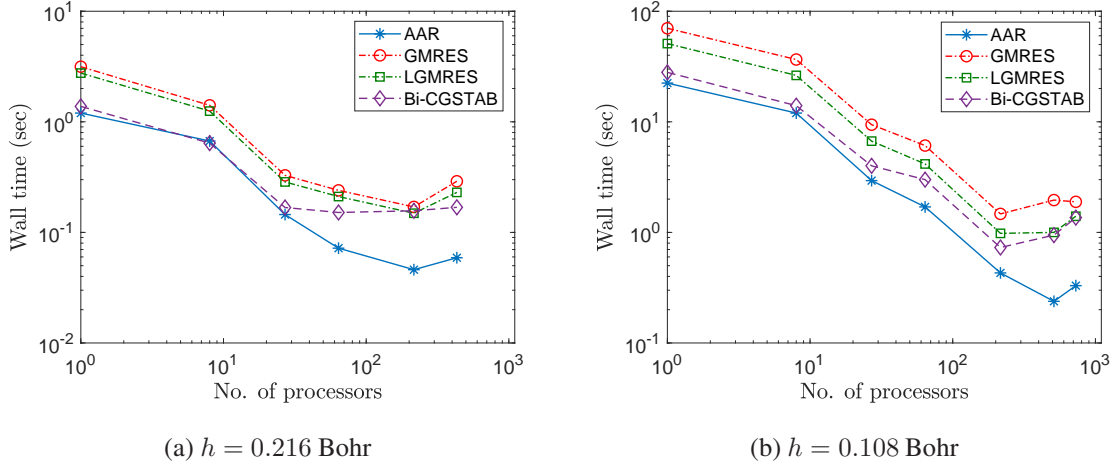 10^1
10^0
10^-1
10^-2
Wall time (sec)
10^0
10^1
10^2
10^3
No. of processors
AAR
GMRES
LGMRES
Bi-CGSTAB
(a) h = 0.216 Bohr
10^2
10^1
10^0
10^-1
Wall time (sec)
10^0
10^1
10^2
10^3
No. of processors
AAR
GMRES
LGMRES
Bi-CGSTAB
(b) h = 0.108 Bohr